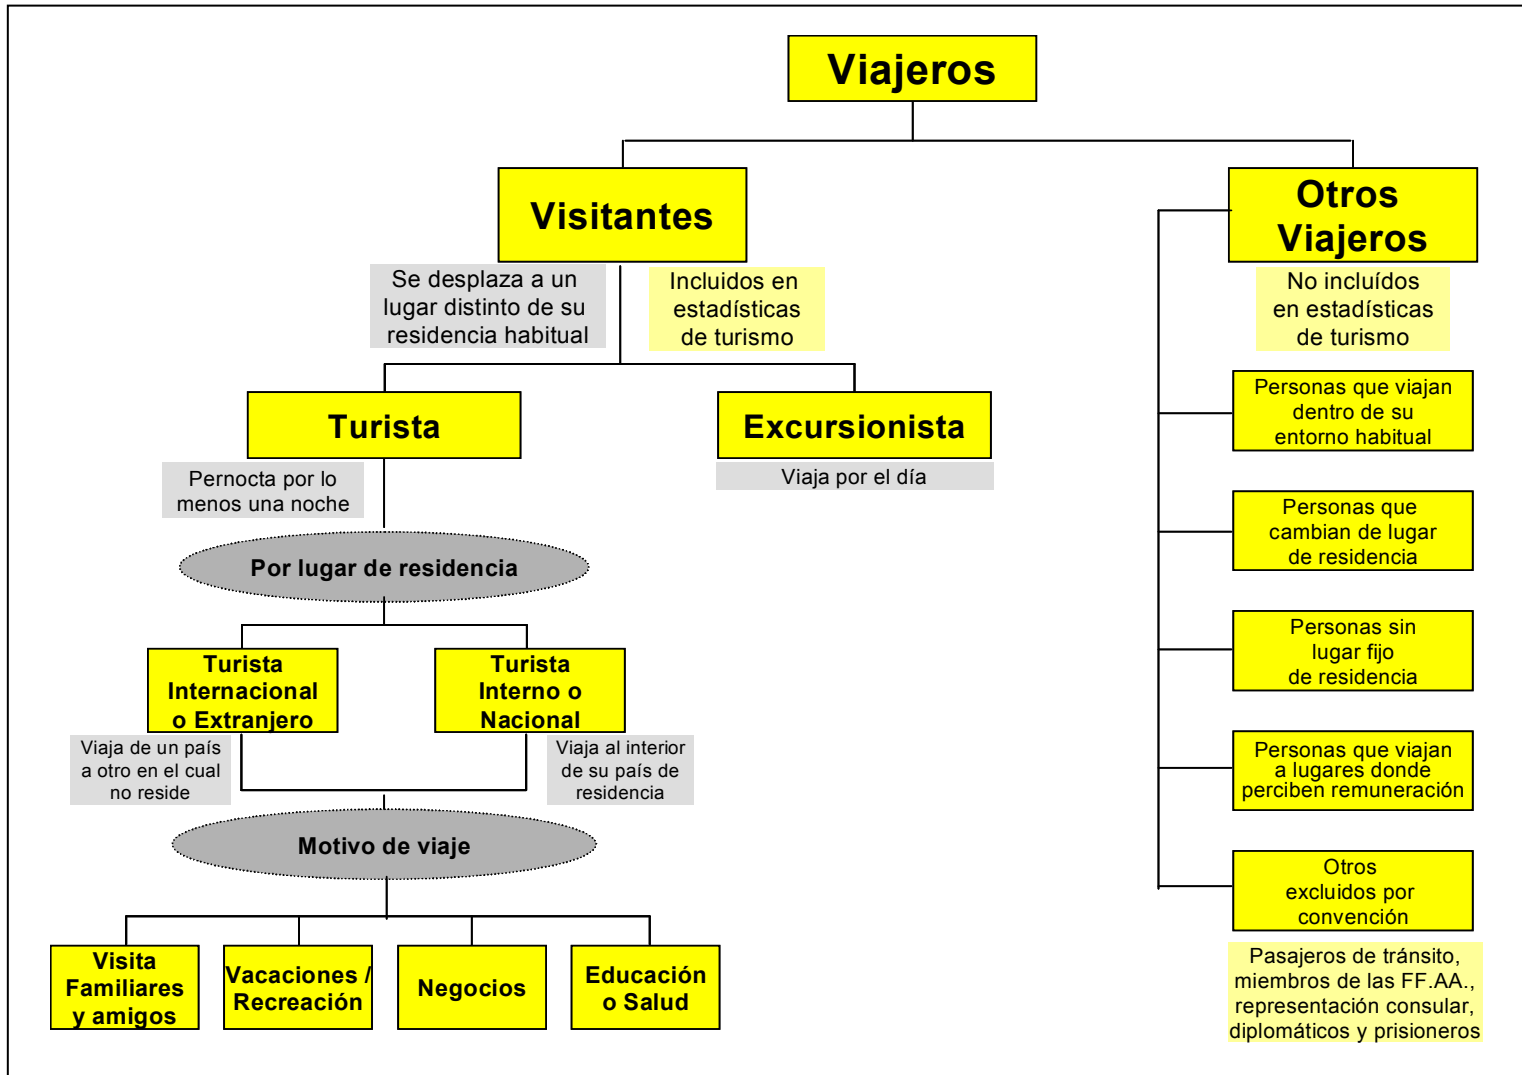 Viajeros
Visitantes
Se desplaza a un
lugar distinto de su
residencia habitual
Incluidos en
estadísticas
de turismo
Turista
Pernocta por lo
menos una noche
Excursionista
Viaja por el día
Por lugar de residencia
Turista
Internacional
o Extranjero
Viaja de un país
a otro en el cual
no reside
Turista
Interno o
Nacional
Viaja al interior
de su país de
residencia
Motivo de viaje
Visita
Familiares
y amigos
Vacaciones /
Recreación
Negocios
Educación
o Salud
Otros
Viajeros
No incluídos
en estadísticas
de turismo
Personas que viajan
dentro de su
entorno habitual
Personas que
cambian de lugar
de residencia
Personas sin
lugar fijo
de residencia
Personas que viajan
a lugares donde
perciben remuneración
Otros
excluidos por
convención
Pasajeros de tránsito,
miembros de las FF.AA.,
representación consular,
diplomáticos y prisioneros